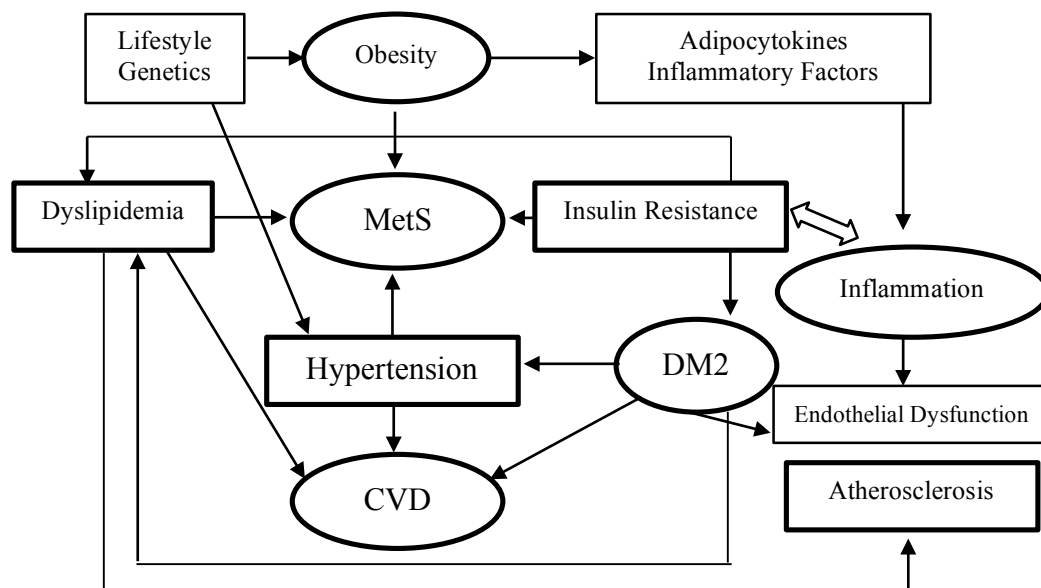 Lifestyle
Genetics
Obesity
Adipocytokines
Inflammatory Factors
Dyslipidemia
MetS
Insulin Resistance
Inflammation
Hypertension
DM2
Endothelial Dysfunction
CVD
Atherosclerosis